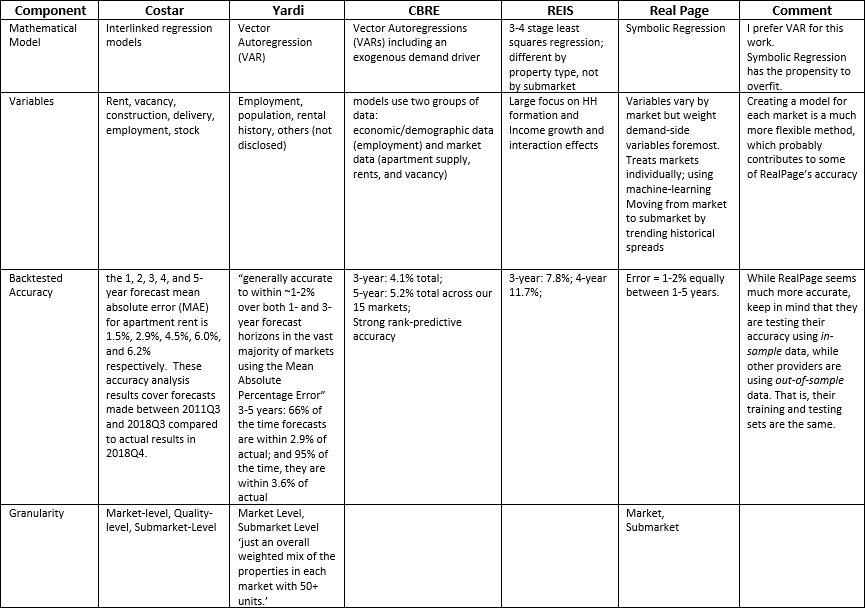 Component Costar Yardi CBRE REIS Real Page Comment
Mathematical
Model
Interlinked regression
models
Vector
Autoregression
(VAR)
Vector Autoregressions
(VARs) including an
exogenous demand driver
3-4 stage least
squares regression;
different by
property type, not
by submarket
Symbolic Regression
I prefer VAR for this
work.
Symbolic Regression
has the propensity to
overfit.
Variables
Rent, vacancy,
construction, delivery,
employment, stock
Employment,
population, rental
history, others (not
disclosed)
models use two groups of
data:
economic/demographic data
(employment) and market
data (apartment supply,
rents, and vacancy)
Large focus on HH
formation and
Income growth and
interaction effects
Variables vary by
market but weight
demand-side
variables foremost.
Treats markets
individually; using
machine-learning
Moving from market
to submarket by
trending historical
spreads
Creating a model for
each market is a much
more flexible method,
which probably
contributes to some
of RealPage’s accuracy
Backtested
Accuracy
the 1, 2, 3, 4, and 5-
year forecast mean
absolute error (MAE)
for apartment rent is
1.5%, 2.9%, 4.5%, 6.0%,
and 6.2%
respectively. These
accuracy analysis
results cover forecasts
made between 2011Q3
and 2018Q3 compared
to actual results in
2018Q4.
“generally accurate
to within ~1-2%
over both 1- and 3-
year forecast
horizons in the vast
majority of markets
using the Mean
Absolute
Percentage Error”
3-5 years: 66% of
the time forecasts
are within 2.9% of
actual; and 95% of
the time, they are
within 3.6% of
actual
3-year: 4.1% total;
5-year: 5.2% total across our
15 markets;
Strong rank-predictive
accuracy
3-year: 7.8%; 4-year
11.7%;
Error = 1-2% equally
between 1-5 years.
While RealPage seems
much more accurate,
keep in mind that they
are testing their
accuracy using in-
sample data, while
other providers are
using out-of-sample
data. That is, their
training and testing
sets are the same.
Granularity
Market-level, Quality-
level, Submarket-Level
Market Level,
Submarket Level
‘just an overall
weighted mix of the
properties in each
market with 50+
units.’
Market,
Submarket